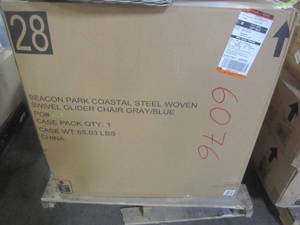 28
BEACON PARK COASTAL STEEL WOVEN
SWIVEL GLIDER CHAIR GRAY/BLUE
PO#
CASE PACK QTY: 1
CASE WT: 65.03 LBS
CHINA
6076